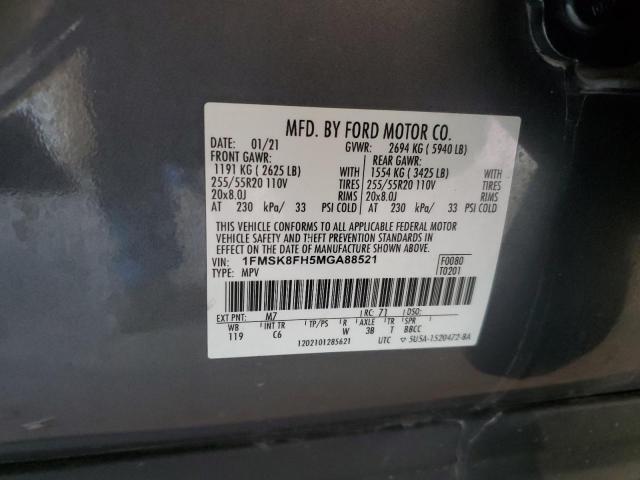 MFD. BY FORD MOTOR CO.
DATE: 01/21 GVWR: 2694 KG ( 5940 LB)
FRONT GAWR: REAR GAWR:
1191 KG ( 2625 LB) WITH 1554 KG ( 3425 LB) WITH
255/55R20 110V TIRES 255/55R20 110V TIRES
20x8.0J RIMS 20x8.0J RIMS
AT 230 kPa/ 33 PSI COLD AT 230 kPa/ 33 PSI COLD
THIS VEHICLE CONFORMS TO ALL APPLICABLE FEDERAL MOTOR
VEHICLE SAFETY AND THEFT PREVENTION STANDARDS IN
EFFECT ON THE DATE OF MANUFACTURE SHOWN ABOVE.
VIN: 1FMSK8FH5MGA88521 F0080
TYPE: MPV T0201
EXT PNT: M7 RC: 71 DSO:
WB INT TR TP/PS R AXLE TR SPR
119 C6 W 3B T BBCC
1202101285621 UTC 5USA-1520472-BA